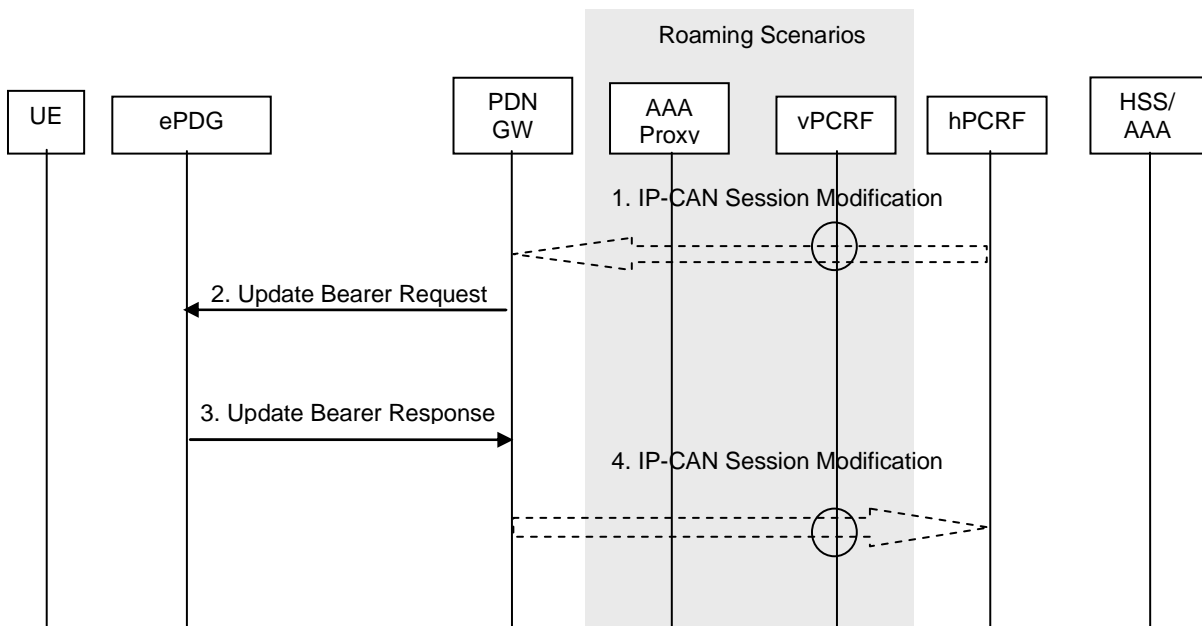 Roaming Scenarios
UE
ePDG
PDN
GW
AAA
Proxy
vPCRF
hPCRF
HSS/
AAA
1. IP-CAN Session Modification
2. Update Bearer Request
3. Update Bearer Response
4. IP-CAN Session Modification